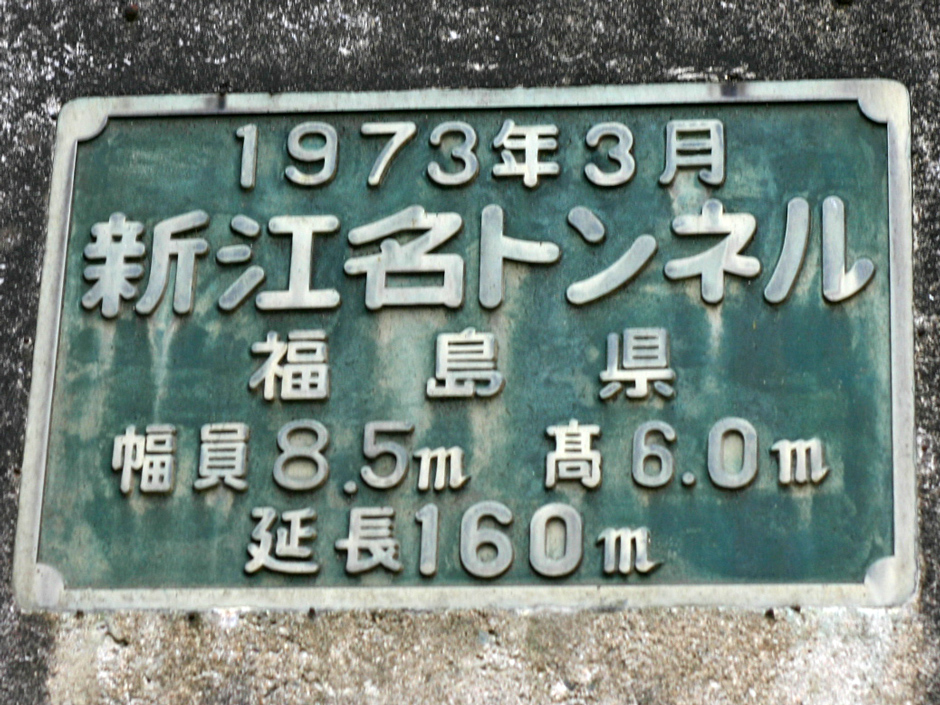 1973年3月
新江名トンネル
福島県
幅員8.5m 髙6.0m
延長160m